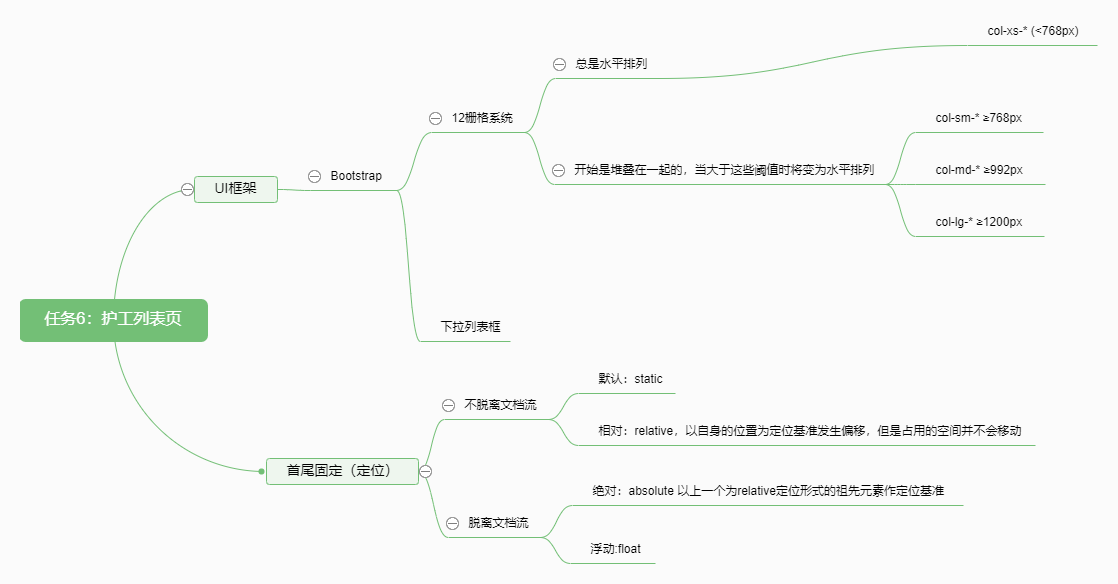 任务6：护工列表页
UI框架
Bootstrap
12栅格系统
总是水平排列
col-xs-* (<768px)
开始是堆叠在一起的，当大于这些阈值时将变为水平排列
col-sm-* ≥768px
col-md-* ≥992px
col-lg-* ≥1200px
下拉列表框
首尾固定（定位）
不脱离文档流
默认：static
相对：relative，以自身的位置为定位基准发生偏移，但是占用的空间并不会移动
脱离文档流
绝对：absolute 以上一个为relative定位形式的祖先元素作定位基准
浮动:float